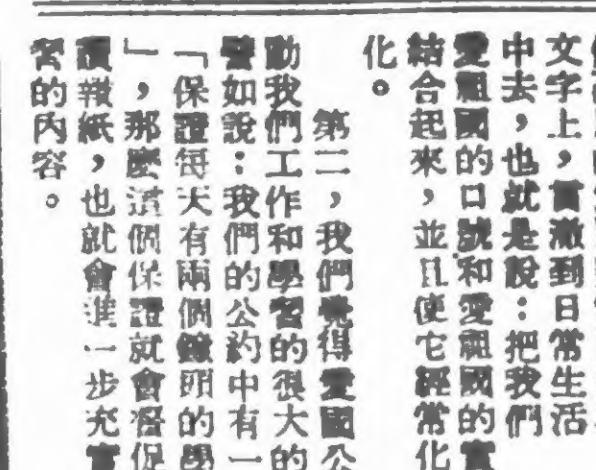 文字上，貫澈到日常生活
中去，也就是說：把我們
愛祖國的口號和愛祖國的實
結合起來，並且使它經常化
化。
第二，我們覺得愛國公
動我們工作和學習的很大的
譬如說：我們的公約中有一
「保證每天有兩個鐘頭的學
」，那麼這個保證就會督促
讀報紙，也就會進一步充實
習的內容。